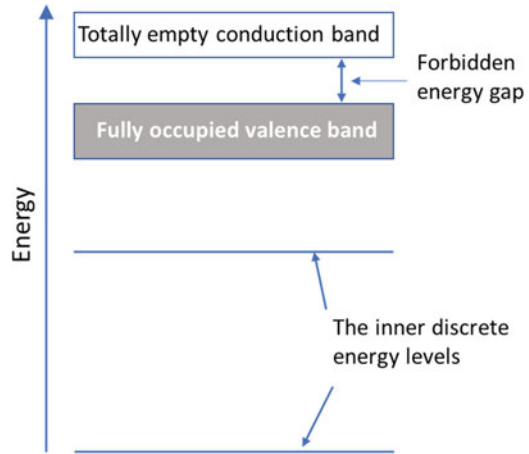 Totally empty conduction band
Forbidden
energy gap
Fully occupied valence band
Energy
The inner discrete
energy levels